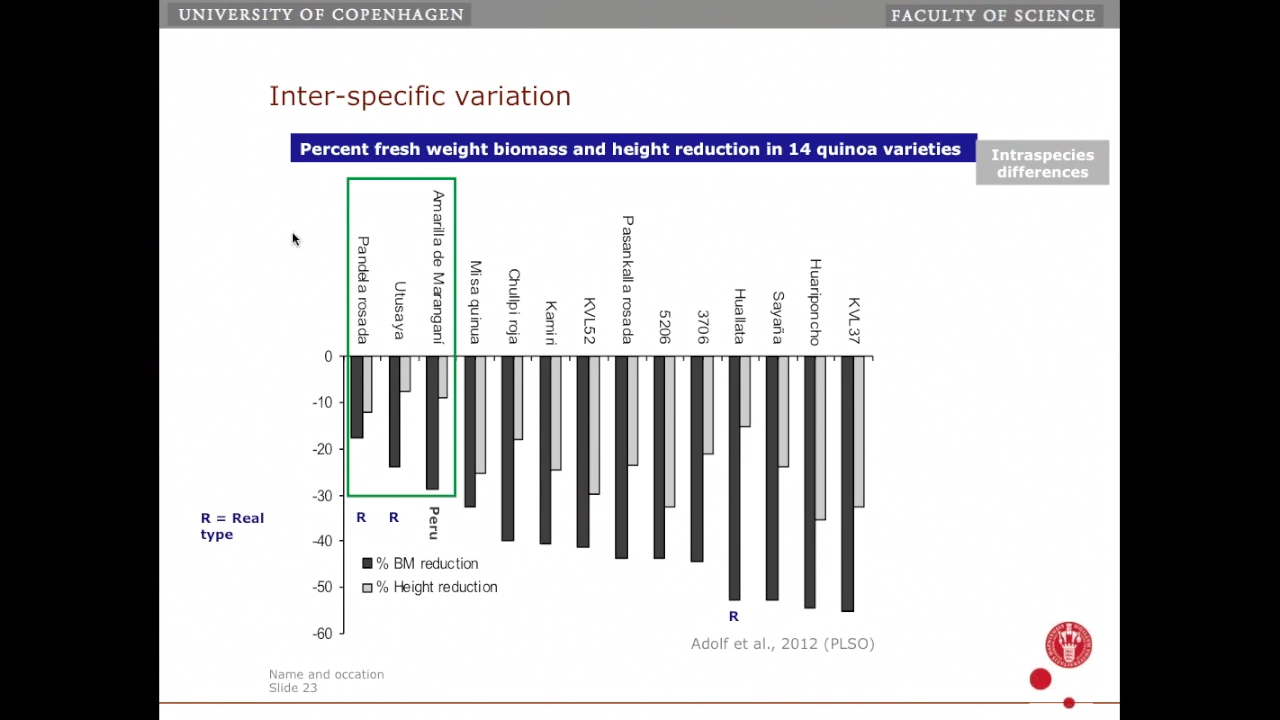 UNIVERSITY OF COPENHAGEN
FACULTY OF SCIENCE
Inter-specific variation
Percent fresh weight biomass and height reduction in 14 quinoa varieties
Intraspecies
differences
Pandela rosada
Utusaya
Amarilla de Maranganí
Misa quinua
Chullpi roja
Kamiri
KVL52
Pasankalla rosada
5206
3706
Huallata
Sayaña
Huariponcho
KVL37
0
-10
-20
-30
-40
-50
-60
R = Real
type
R
R
Peru
% BM reduction
% Height reduction
R
Adolf et al., 2012 (PLSO)
Name and occation
Slide 23